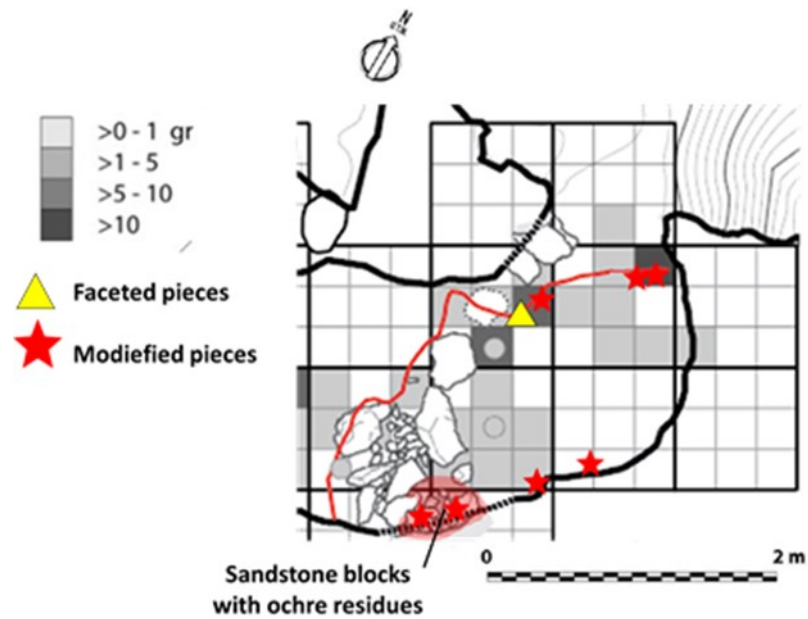 N
>0 - 1 gr
>1 - 5
>5 - 10
>10
Faceted pieces
Modiefied pieces
0 2 m
Sandstone blocks
with ochre residues